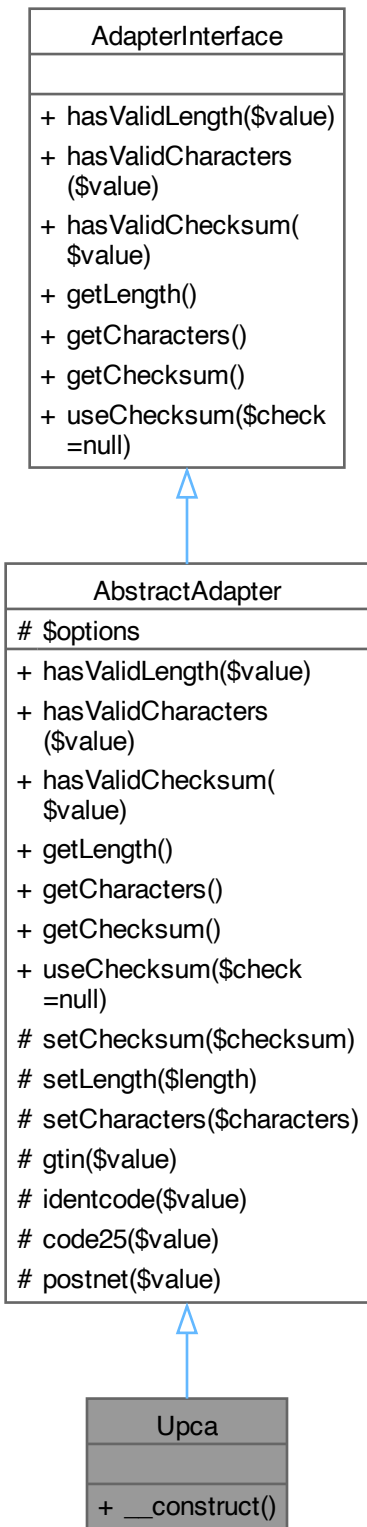 AdapterInterface
+ hasValidLength($value)
+ hasValidCharacters
($value)
+ hasValidChecksum(
$value)
+ getLength()
+ getCharacters()
+ getChecksum()
+ useChecksum($check
=null)
AbstractAdapter
# $options
+ hasValidLength($value)
+ hasValidCharacters
($value)
+ hasValidChecksum(
$value)
+ getLength()
+ getCharacters()
+ getChecksum()
+ useChecksum($check
=null)
# setChecksum($checksum)
# setLength($length)
# setCharacters($characters)
# gtin($value)
# identcode($value)
# code25($value)
# postnet($value)
Upca
+ __construct()